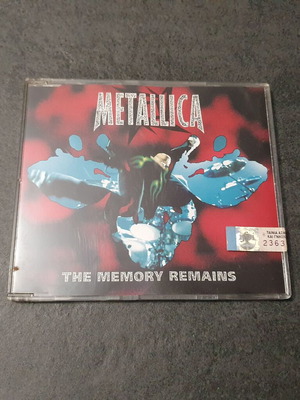 METALLICA
THE MEMORY REMAINS
2363